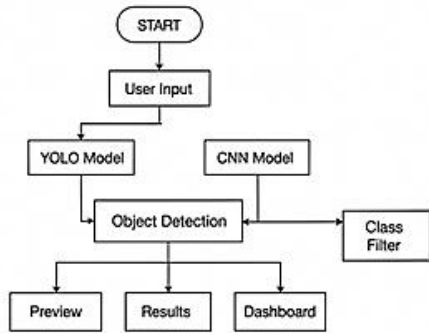 START
User Input
YOLO Model
CNN Model
Object Detection
Class
Filter
Preview
Results
Dashboard